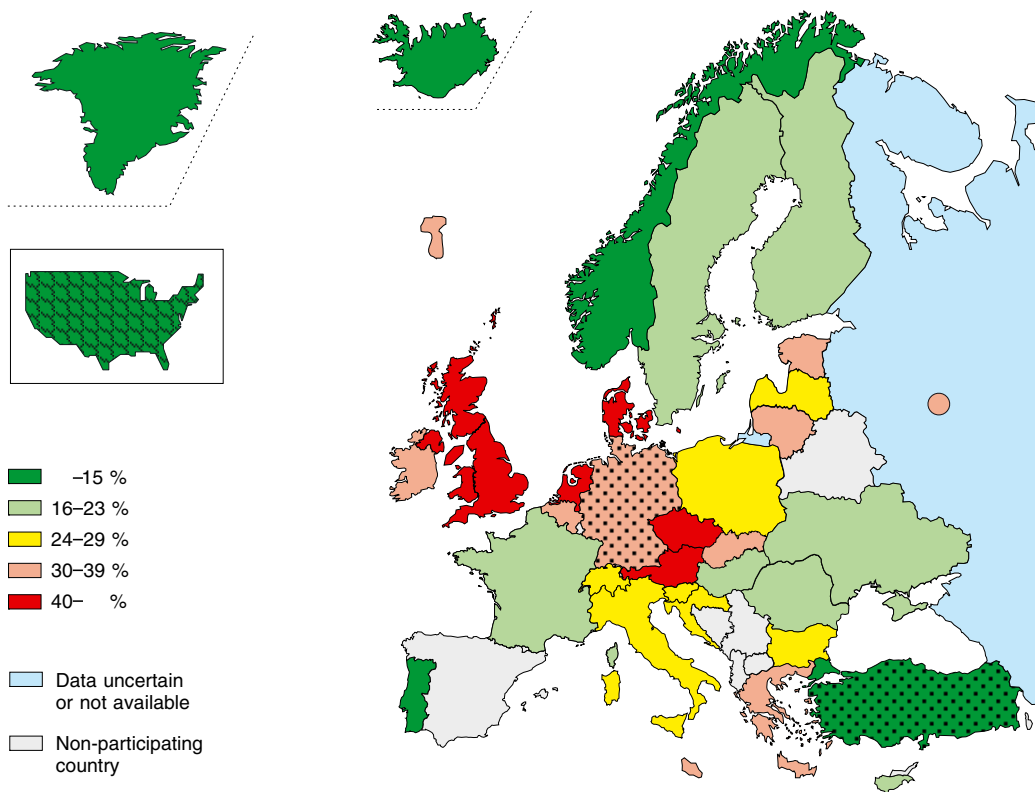 –15 %
16–23 %
24–29 %
30–39 %
40– %
Data uncertain
or not available
Non-participating
country